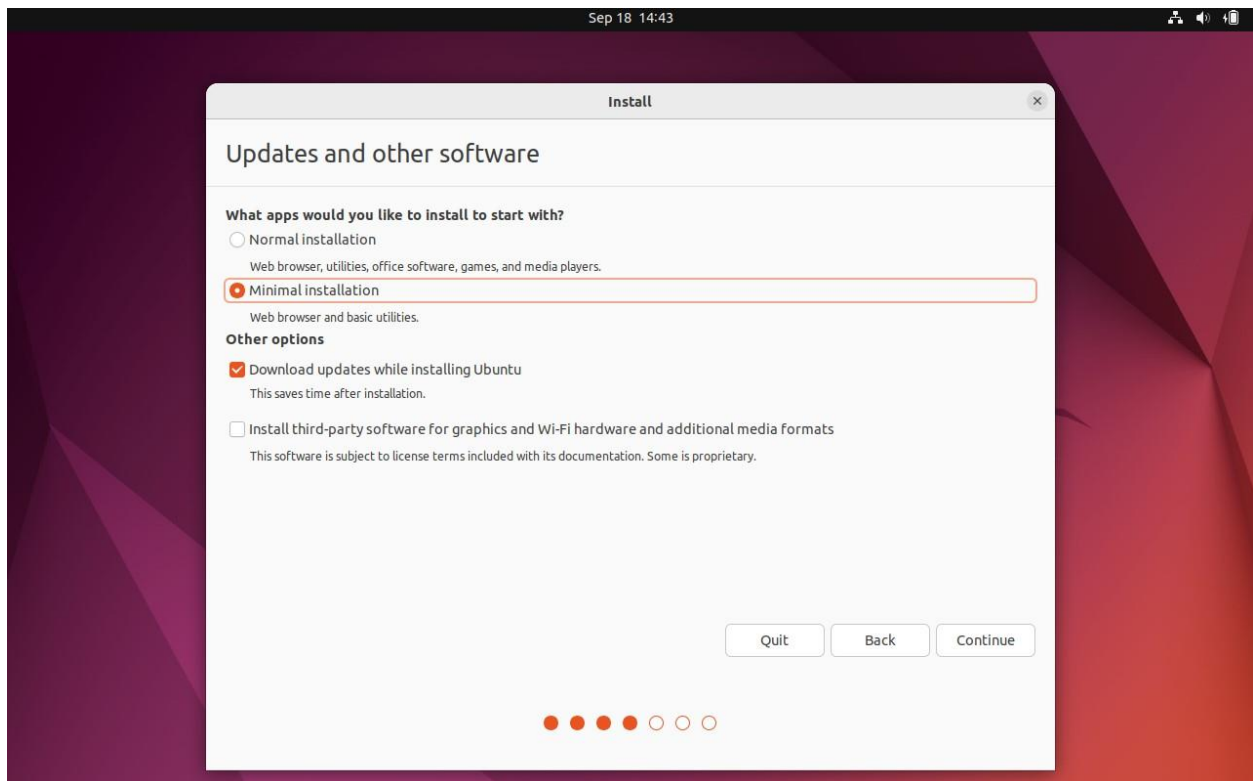 Sep 18 14:43
Install
Updates and other software
What apps would you like to install to start with?
Normal installation
Web browser, utilities, office software, games, and media players.
Minimal installation
Web browser and basic utilities.
Other options
Download updates while installing Ubuntu
This saves time after installation.
Install third-party software for graphics and Wi-Fi hardware and additional media formats
This software is subject to license terms included with its documentation. Some is proprietary.
Quit Back Continue